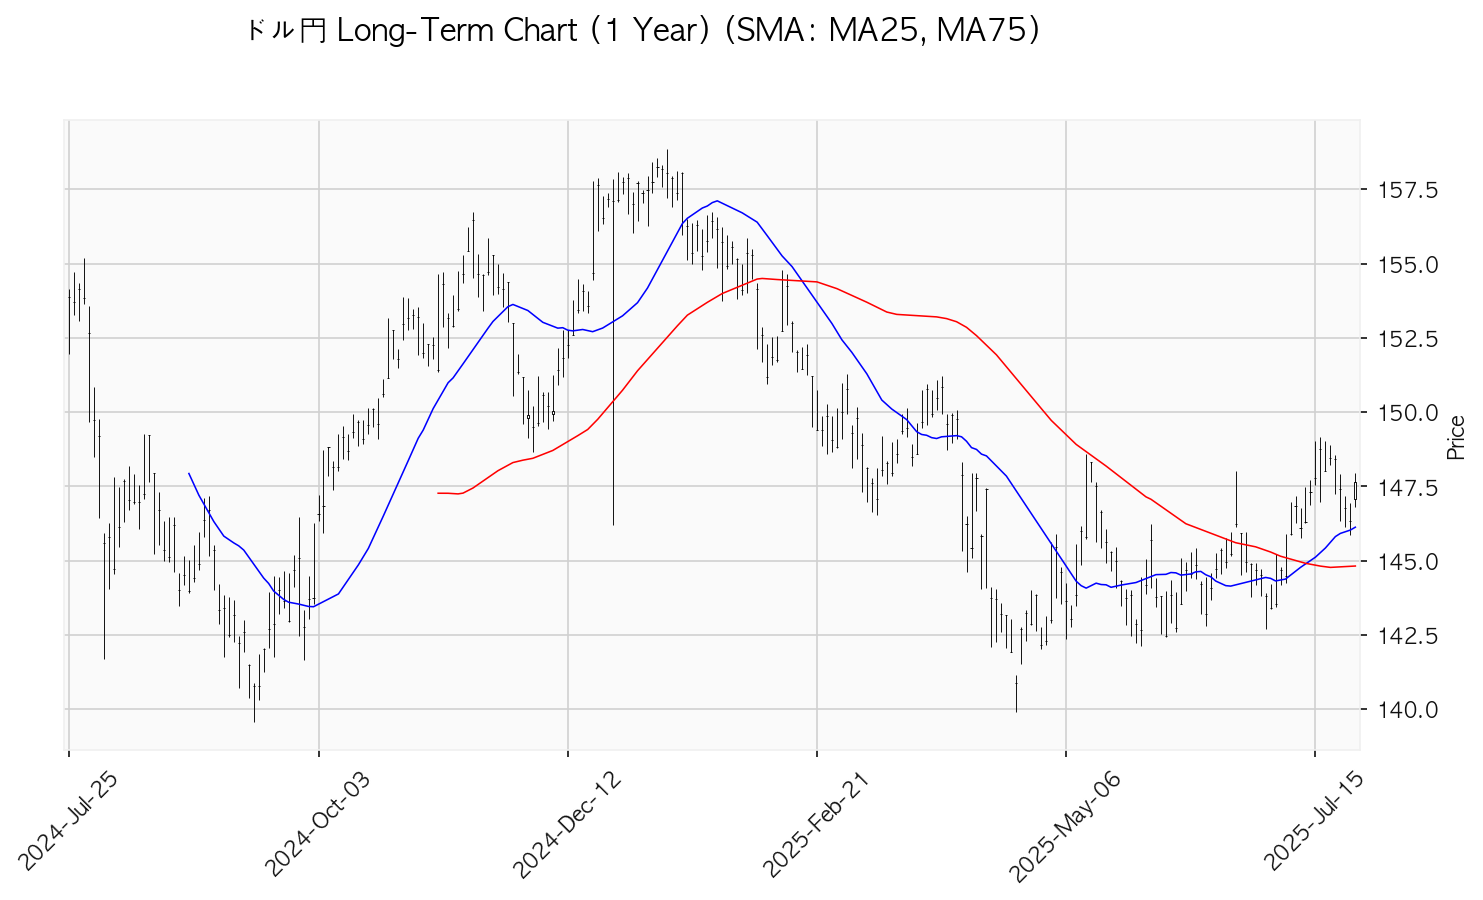 ドル円 Long-Term Chart (1 Year) (SMA: MA25, MA75)
157.5
155.0
152.5
150.0
147.5
145.0
142.5
140.0
Price
2024-Jul-25
2024-Oct-03
2024-Dec-12
2025-Feb-21
2025-May-06
2025-Jul-15